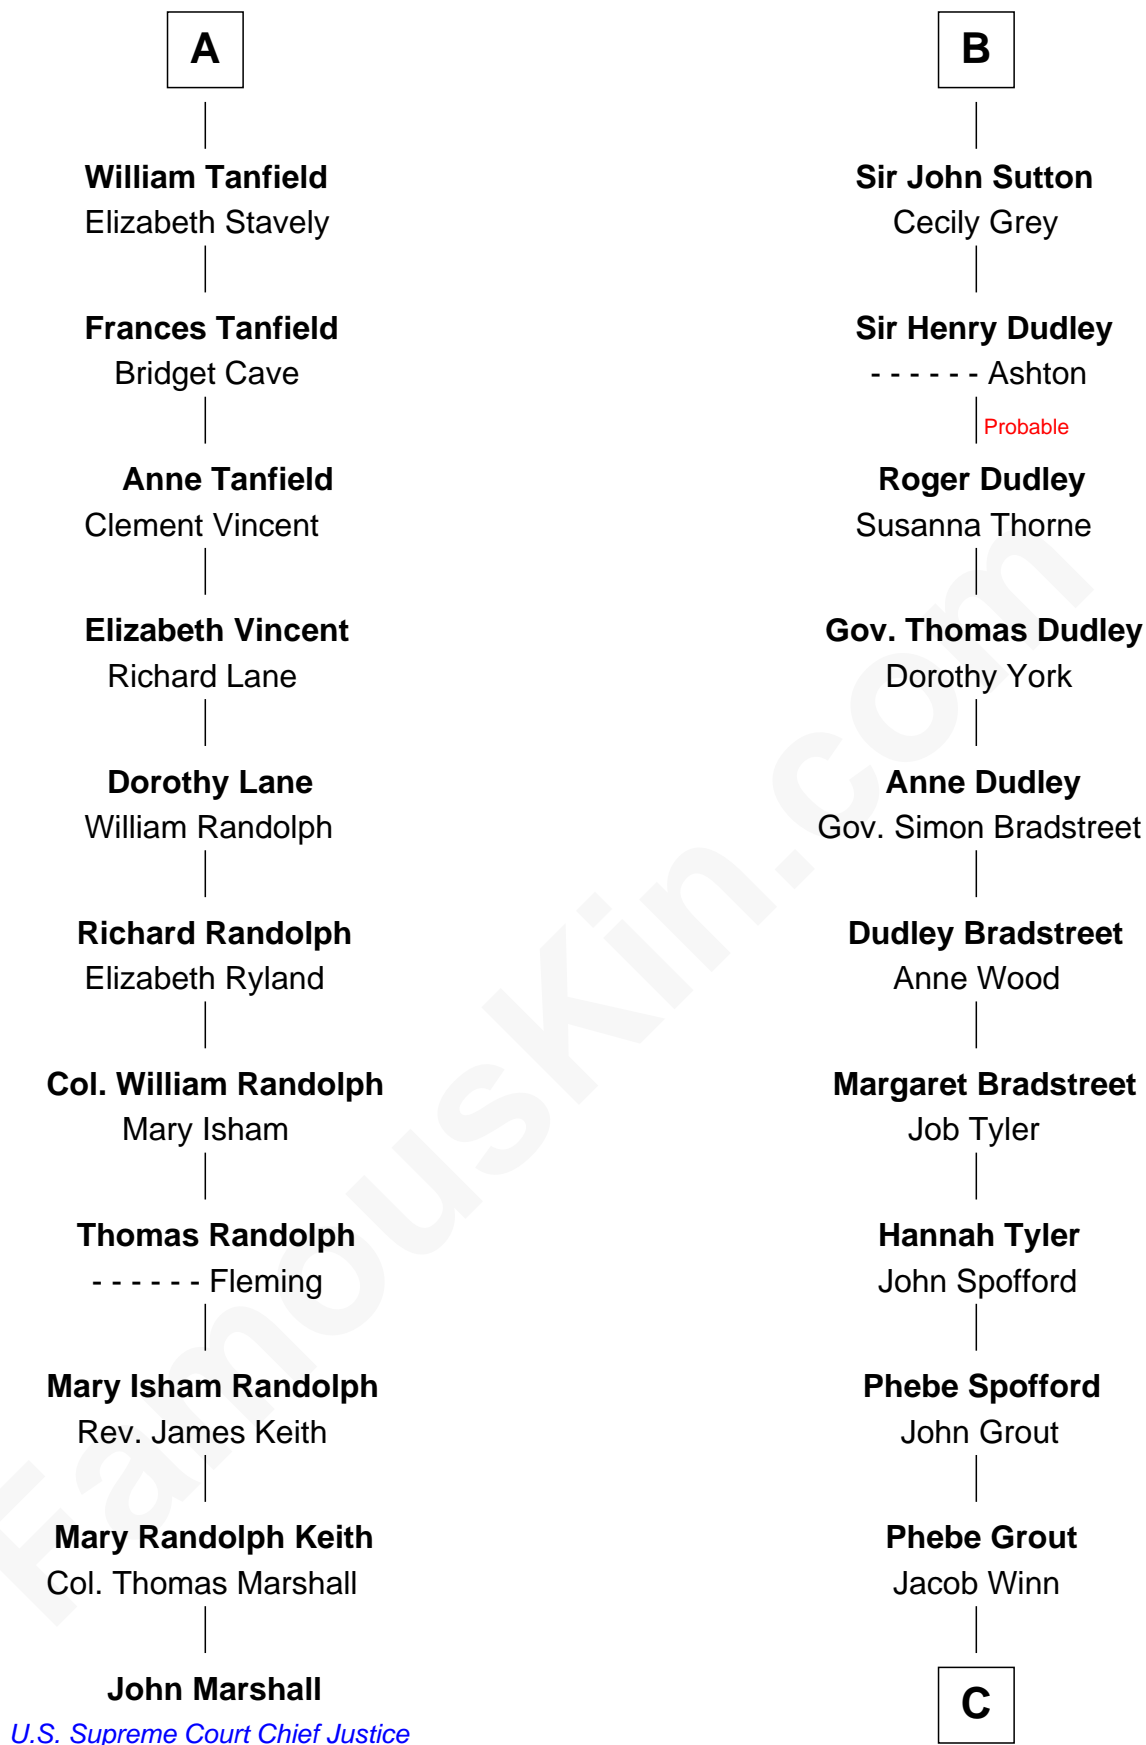 A
William Tanfield
Elizabeth Stavely
Frances Tanfield
Bridget Cave
Anne Tanfield
Clement Vincent
Elizabeth Vincent
Richard Lane
Dorothy Lane
William Randolph
Richard Randolph
Elizabeth Ryland
Col. William Randolph
Mary Isham
Thomas Randolph
- - - - - - Fleming
Mary Isham Randolph
Rev. James Keith
Mary Randolph Keith
Col. Thomas Marshall
John Marshall
U.S. Supreme Court Chief Justice
B
Sir John Sutton
Cecily Grey
Sir Henry Dudley
- - - - - - Ashton
Probable
Roger Dudley
Susanna Thorne
Gov. Thomas Dudley
Dorothy York
Anne Dudley
Gov. Simon Bradstreet
Dudley Bradstreet
Anne Wood
Margaret Bradstreet
Job Tyler
Hannah Tyler
John Spofford
Phebe Spofford
John Grout
Phebe Grout
Jacob Winn
C
FamousKin.com